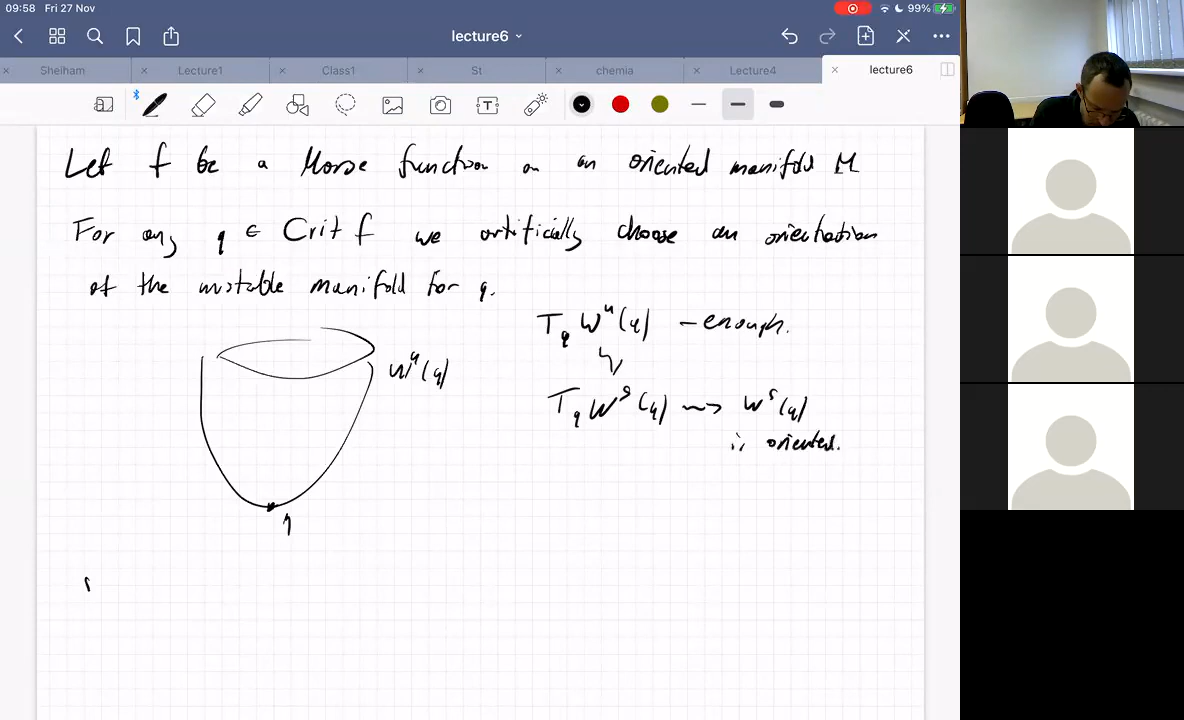 09:58 Fri 27 Nov
99%
lecture6
Sheiham
Lecture1
Class1
St
chemia
Lecture4
lecture6
Let f be a Morse function on an oriented manifold M
For any q ∈ Crit f we artificially choose an orientation
of the unstable manifold for q.
T_q W^u(q) – enough.
W^u(q)
T_q W^s(q) ⇝ W^s(q)
is oriented.
q